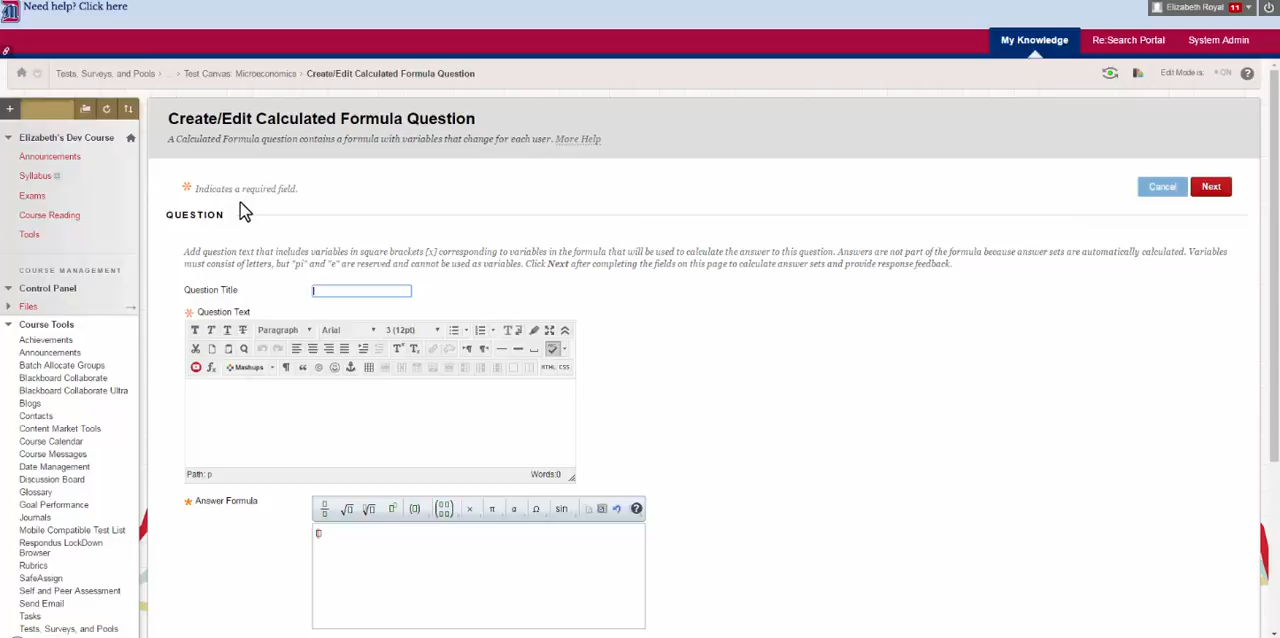 Need help? Click here
Elizabeth Royal 11
My Knowledge Re:Search Portal System Admin
Tests, Surveys, and Pools > ... > Test Canvas: Microeconomics > Create/Edit Calculated Formula Question
Edit Mode is: ON ?
Create/Edit Calculated Formula Question
A Calculated Formula question contains a formula with variables that change for each user. More Help
* Indicates a required field.
Cancel Next
QUESTION
Add question text that includes variables in square brackets [x] corresponding to variables in the formula that will be used to calculate the answer to this question. Answers are not part of the formula because answer sets are automatically calculated. Variables
must consist of letters, but "pi" and "e" are reserved and cannot be used as variables. Click Next after completing the fields on this page to calculate answer sets and provide response feedback.
Question Title
* Question Text
T T T T Paragraph Arial 3 (12pt)
Mashups HTML CSS
Path: p Words:0
* Answer Formula
× π α Ω sin ?
Elizabeth's Dev Course
Announcements
Syllabus
Exams
Course Reading
Tools
COURSE MANAGEMENT
Control Panel
Files
Course Tools
Achievements
Announcements
Batch Allocate Groups
Blackboard Collaborate
Blackboard Collaborate Ultra
Blogs
Contacts
Content Market Tools
Course Calendar
Course Messages
Date Management
Discussion Board
Glossary
Goal Performance
Journals
Mobile Compatible Test List
Respondus LockDown
Browser
Rubrics
SafeAssign
Self and Peer Assessment
Send Email
Tasks
Tests, Surveys, and Pools